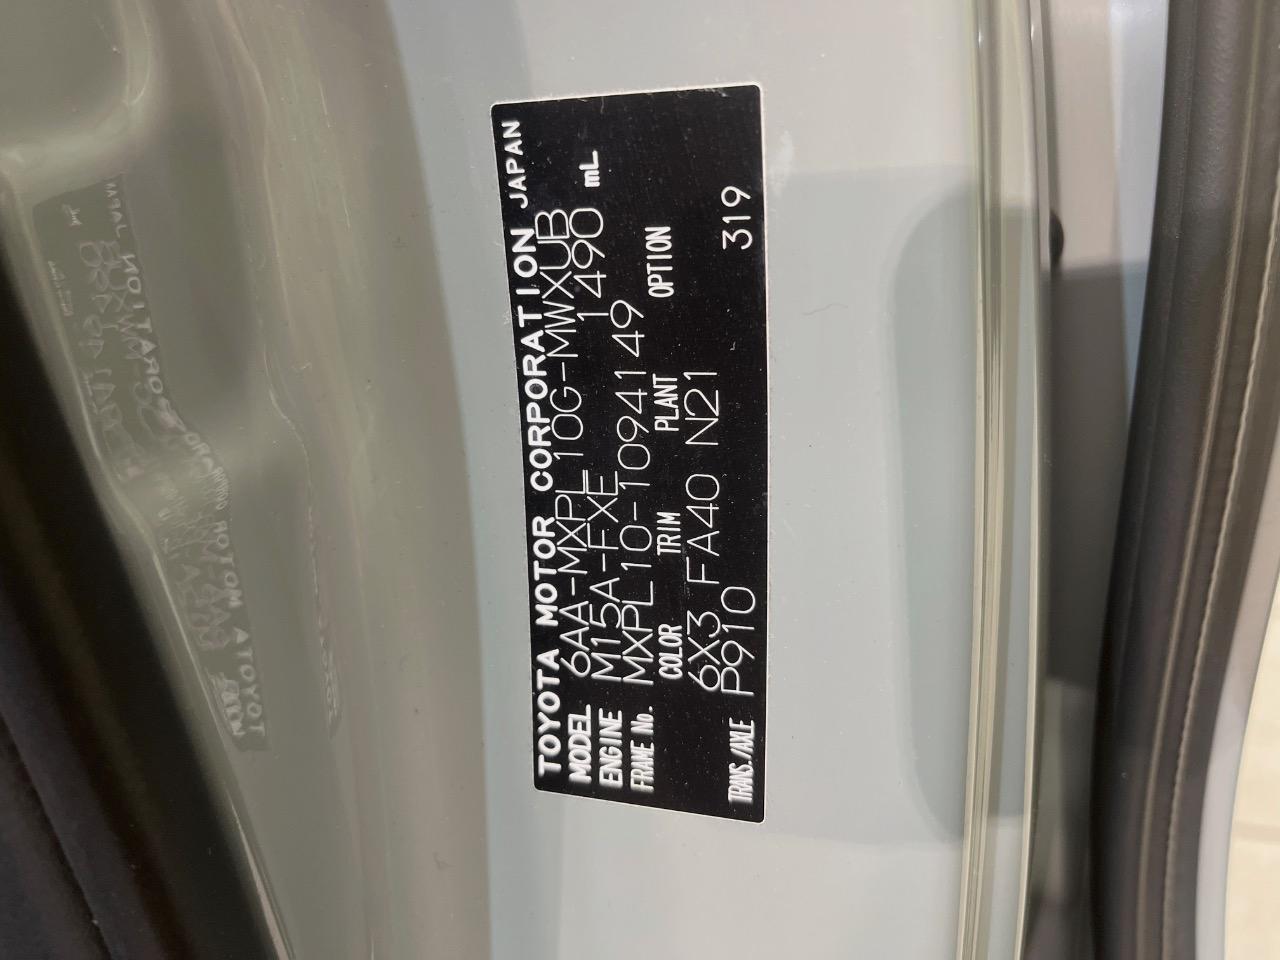 TOYOTA MOTOR CORPORATION JAPAN
MODEL 6AA-MXPL10G-MWXUB
ENGINE M15A-FXE 1490 mL
FRAME No. MXPL10-1094149
COLOR TRIM PLANT OPTION
6X3 FA40 N21
TRANS./AXLE P910 319